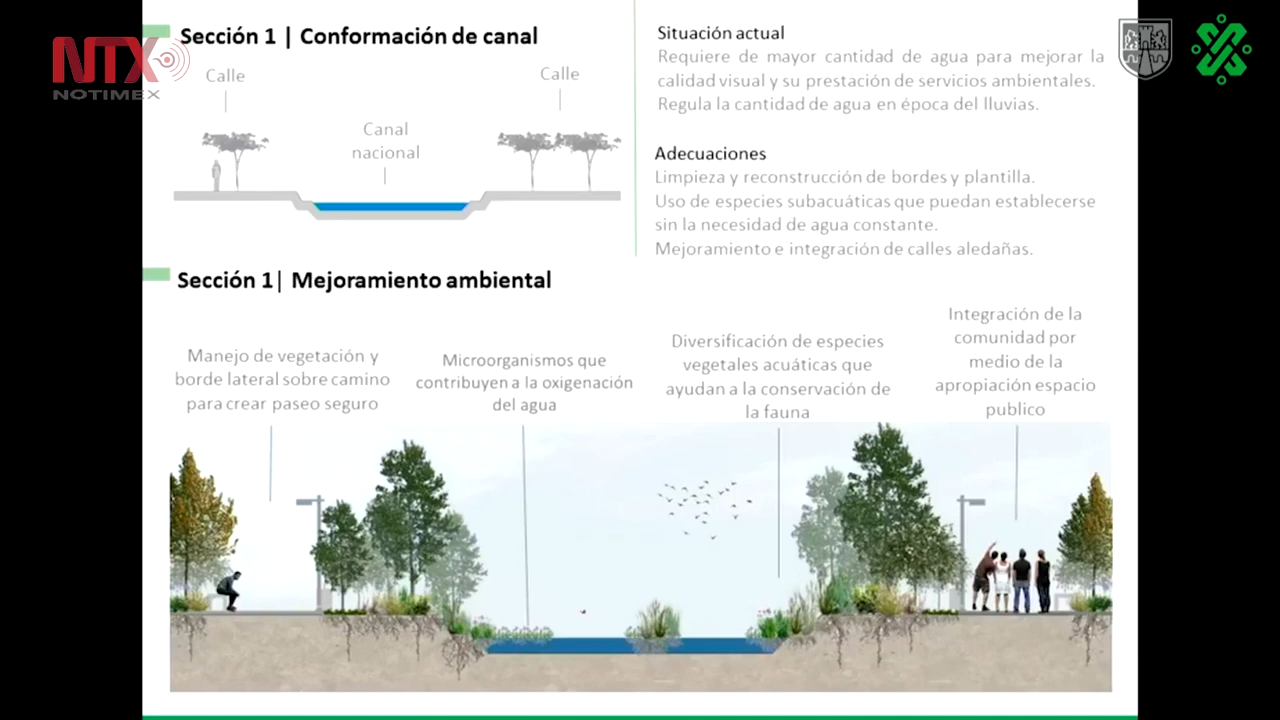 NTX
NOTIMEX
Sección 1 | Conformación de canal
Calle
Calle
Canal
nacional
Situación actual
Requiere de mayor cantidad de agua para mejorar la
calidad visual y su prestación de servicios ambientales.
Regula la cantidad de agua en época del lluvias.
Adecuaciones
Limpieza y reconstrucción de bordes y plantilla.
Uso de especies subacuáticas que puedan establecerse
sin la necesidad de agua constante.
Mejoramiento e integración de calles aledañas.
Sección 1| Mejoramiento ambiental
Manejo de vegetación y
borde lateral sobre camino
para crear paseo seguro
Microorganismos que
contribuyen a la oxigenación
del agua
Diversificación de especies
vegetales acuáticas que
ayudan a la conservación de
la fauna
Integración de la
comunidad por
medio de la
apropiación espacio
publico